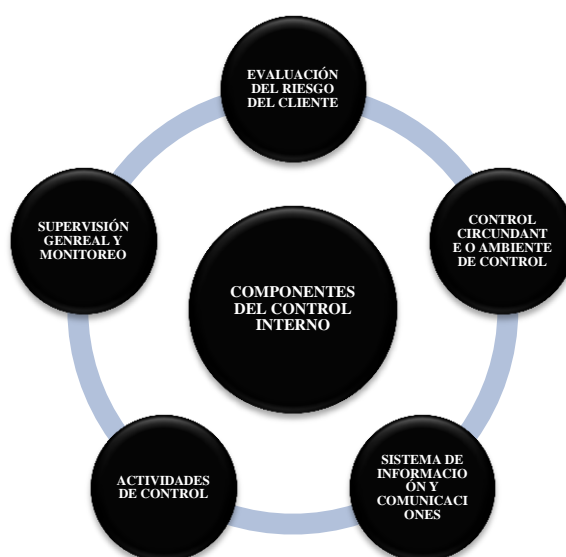 EVALUACIÓN
DEL RIESGO
DEL CLIENTE
CONTROL
CIRCUNDANT
E O AMBIENTE
DE CONTROL
SISTEMA DE
INFORMACIO
ÓN Y
COMUNICACI
ONES
ACTIVIDADES
DE CONTROL
SUPERVISIÓN
GENREAL Y
MONITOREO
COMPONENTES
DEL CONTROL
INTERNO